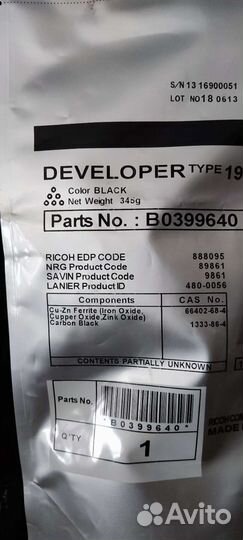 S/N 13 16900051
LOT NO 18 0613
DEVELOPER TYPE 19
Color BLACK
Net Weight 345g
Parts No. : B0399640
RICOH EDP CODE 888095
NRG Product Code 89861
SAVIN Product Code 9861
LANIER Product ID 480-0056
Components CAS No.
Cu-Zn Ferrite (Iron Oxide, 66402-68-4
Cupper Oxide,Zink Oxide)
Carbon Black 1333-86-4
CONTENTS PARTIALLY UNKNOWN
Parts No.
*B0399640*
Q'TY 1
Avito